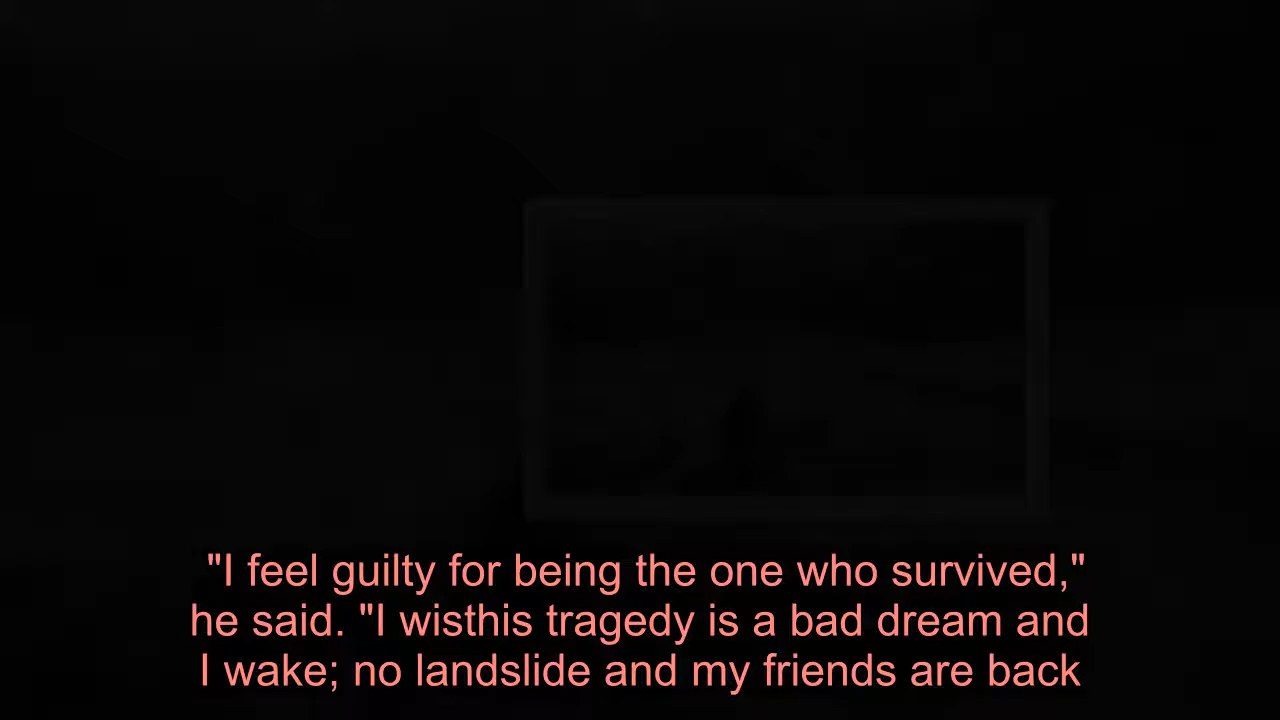 "I feel guilty for being the one who survived,"
he said. "I wisthis tragedy is a bad dream and
I wake; no landslide and my friends are back